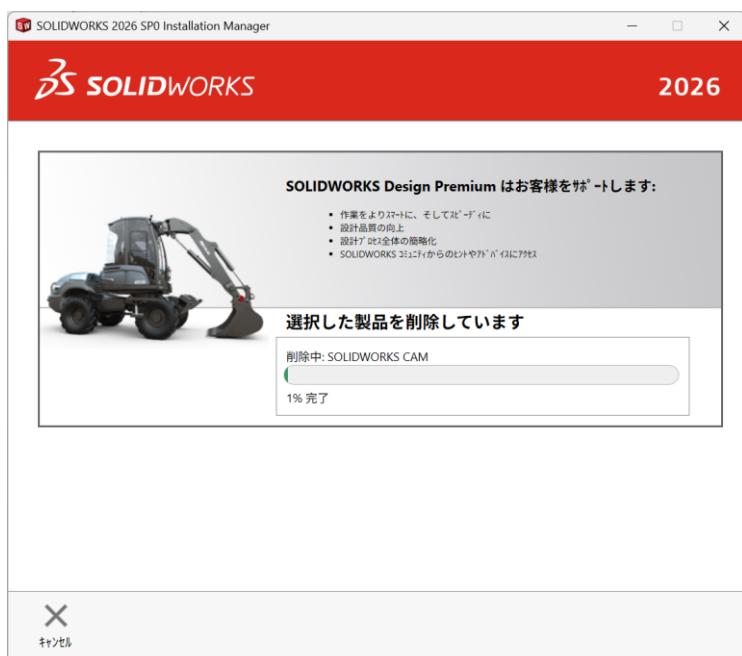 SOLIDWORKS 2026 SP0 Installation Manager
SOLIDWORKS
2026
SOLIDWORKS Design Premium はお客様をｻﾎﾟｰﾄします:
作業をよりｽﾏｰﾄに、そしてｽﾋﾟｰﾃﾞｨに
設計品質の向上
設計ﾌﾟﾛｾｽ全体の簡略化
SOLIDWORKS ｺﾐｭﾆﾃｨからのﾋﾝﾄやｱﾄﾞﾊﾞｲｽにｱｸｾｽ
選択した製品を削除しています
削除中: SOLIDWORKS CAM
1% 完了
ｷｬﾝｾﾙ